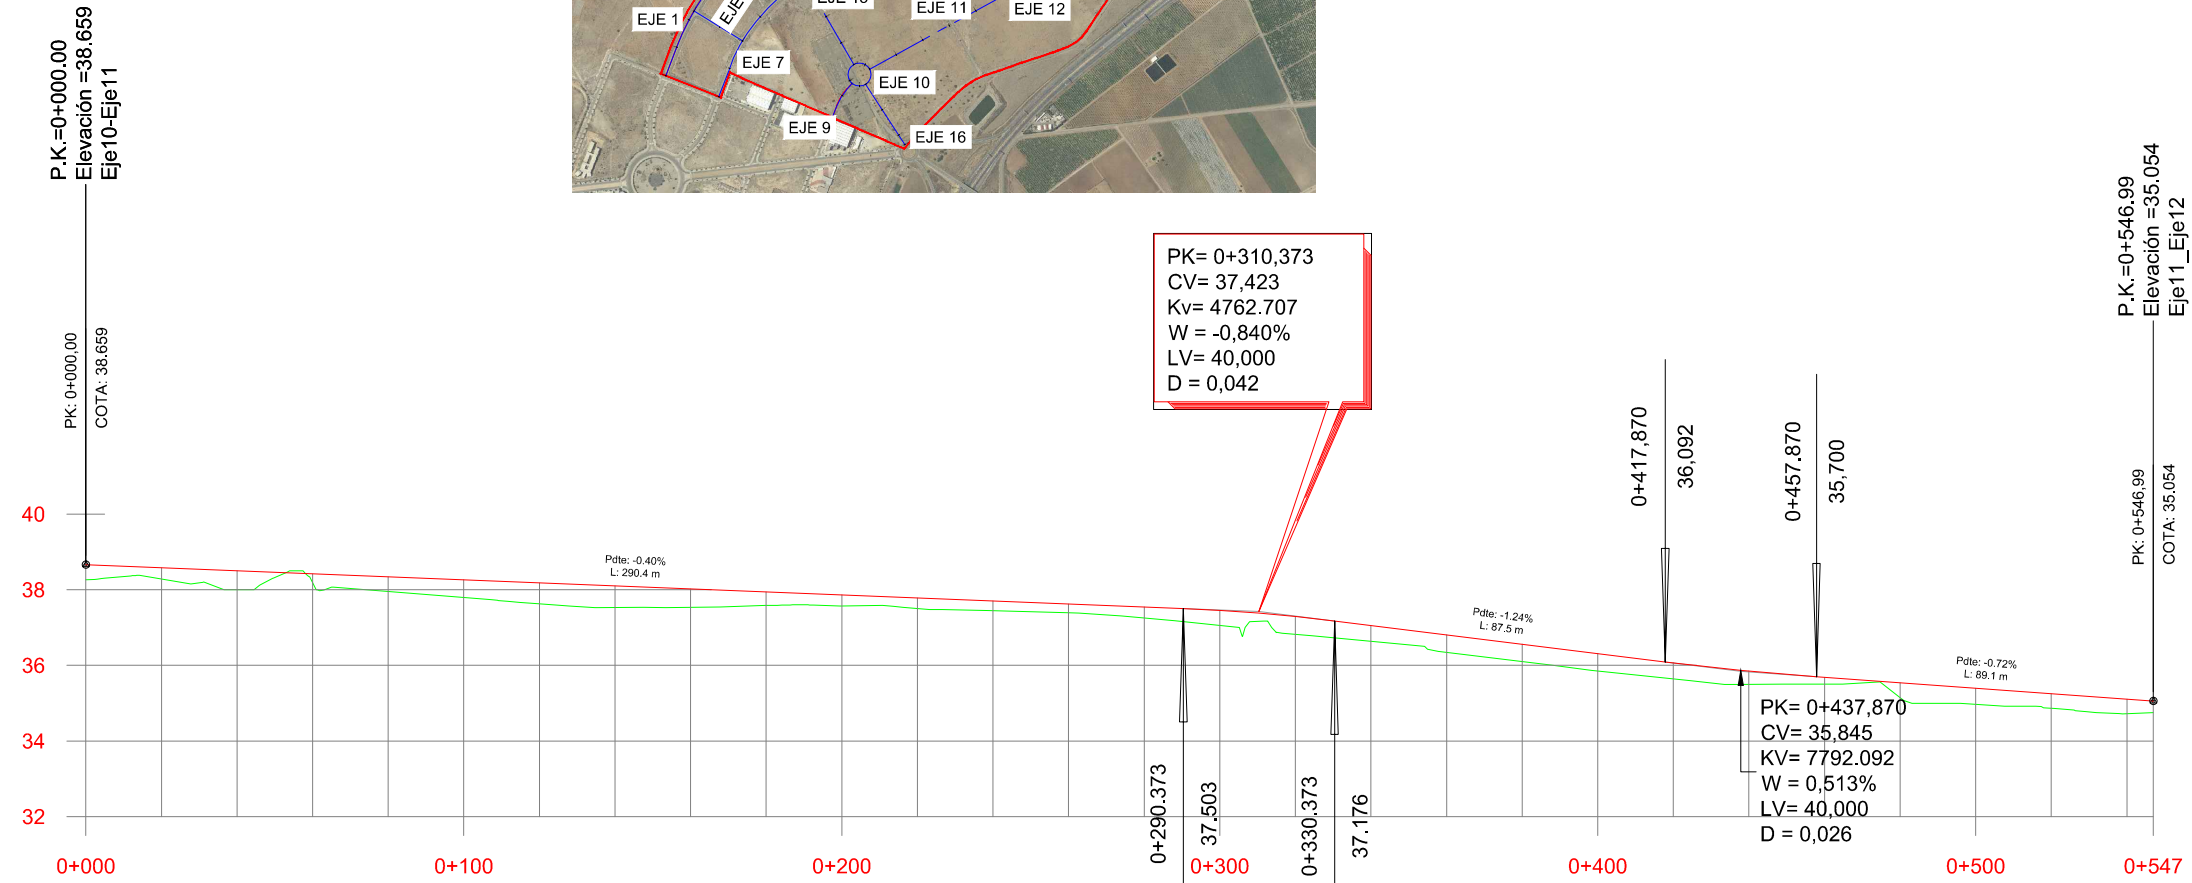 P.K.=0+000.00
Elevación =38.659
Eje10-Eje11
PK: 0+000,00
COTA: 38.659
EJE 1
EJE 7
EJE 11
EJE 12
EJE 10
EJE 9
EJE 16
PK= 0+310,373
CV= 37,423
Kv= 4762.707
W = -0,840%
LV= 40,000
D = 0,042
P.K.=0+546.99
Elevación =35.054
Eje11_Eje12
PK: 0+546,99
COTA: 35.054
0+417,870
36,092
0+457.870
35,700
40
38
36
34
32
Pdte: -0.40%
L: 290.4 m
Pdte: -1.24%
L: 87.5 m
Pdte: -0.72%
L: 89.1 m
PK= 0+437,870
CV= 35,845
KV= 7792.092
W = 0,513%
LV= 40,000
D = 0,026
0+290.373
37.503
0+330.373
37.176
0+000
0+100
0+200
0+300
0+400
0+500
0+547